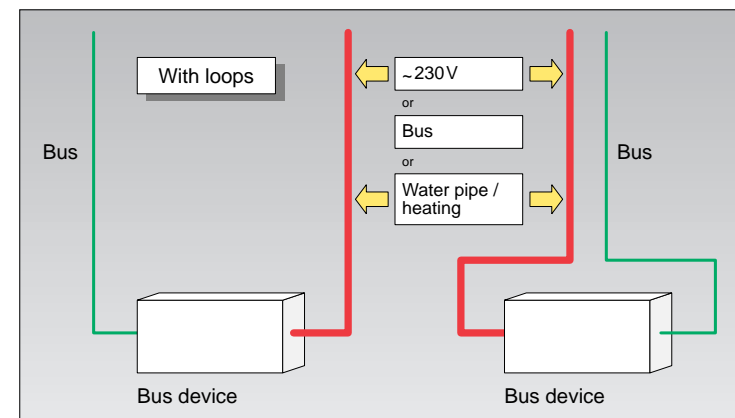 With loops
~230V
or
Bus
or
Water pipe /
heating
Bus
Bus
Bus device
Bus device